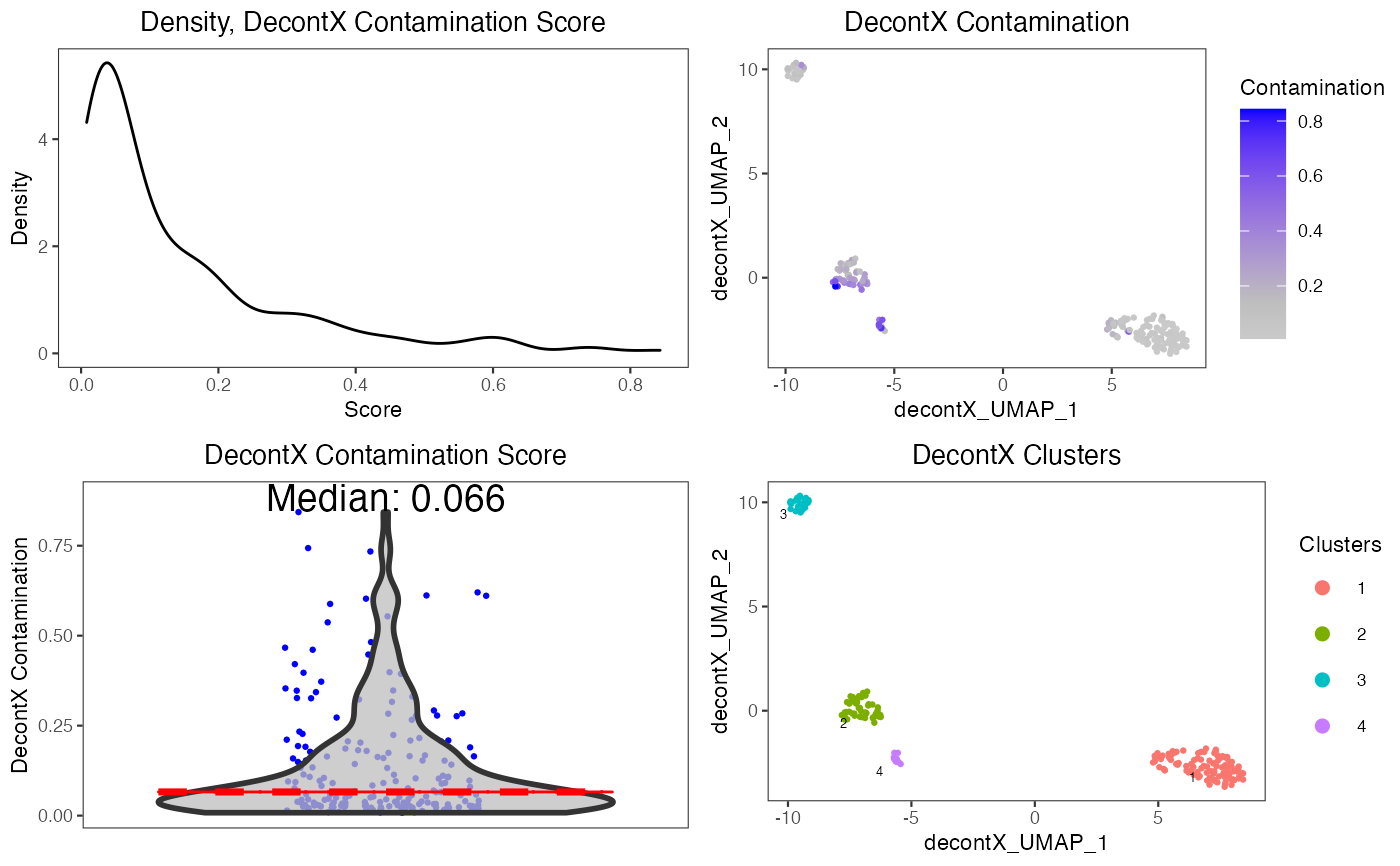 Density, DecontX Contamination Score
Density
4
2
0
0.0 0.2 0.4 0.6 0.8
Score
DecontX Contamination
decontX_UMAP_2
10
5
0
-10 -5 0 5
decontX_UMAP_1
Contamination
0.8
0.6
0.4
0.2
DecontX Contamination Score
Median: 0.066
DecontX Contamination
0.75
0.50
0.25
0.00
DecontX Clusters
decontX_UMAP_2
10
5
0
3
2
4
1
-10 -5 0 5
decontX_UMAP_1
Clusters
1
2
3
4